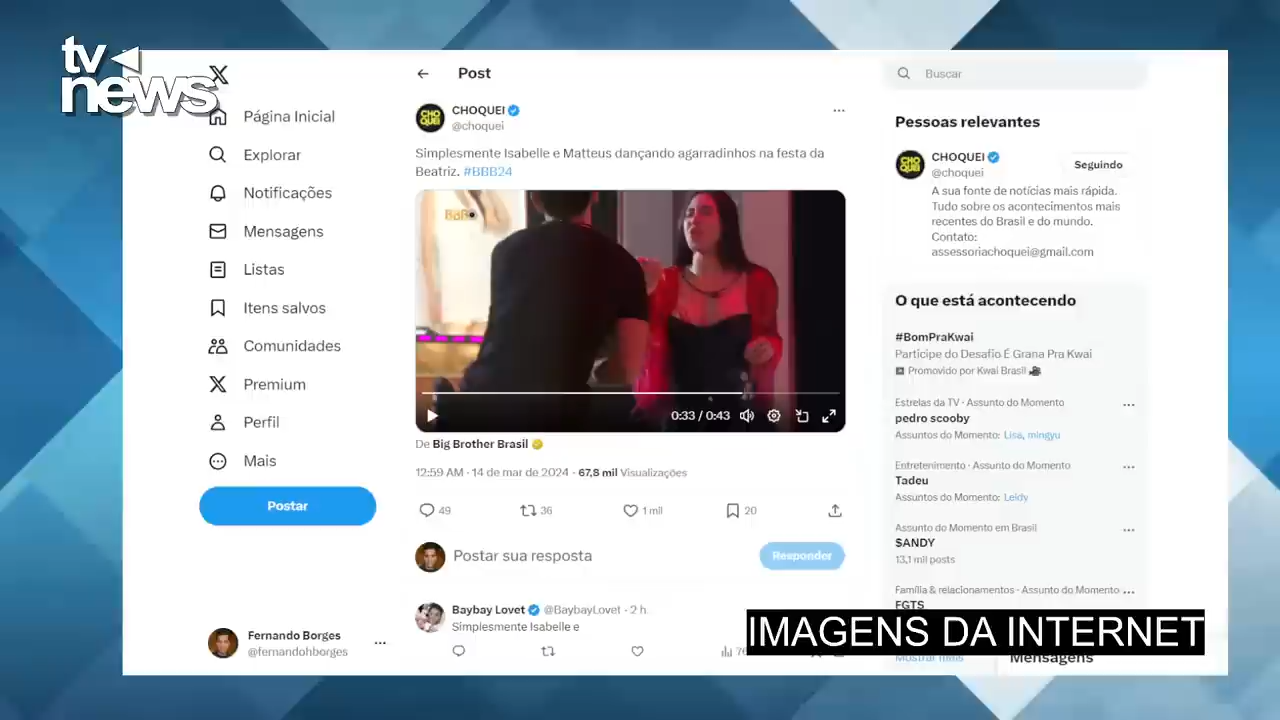 tv
news
Página Inicial
Explorar
Notificações
Mensagens
Listas
Itens salvos
Comunidades
Premium
Perfil
Mais
Postar
Fernando Borges
@fernandohborges
Post
CHOQUEI
@choquei
Simplesmente Isabelle e Matteus dançando agarradinhos na festa da
Beatriz. #BBB24
0:33 / 0:43
De Big Brother Brasil
12:59 AM · 14 de mar de 2024 · 67,8 mil Visualizações
49
36
1 mil
20
Postar sua resposta
Responder
Baybay Lovet @BaybayLovet · 2 h
Simplesmente Isabelle e
Buscar
Pessoas relevantes
CHOQUEI
@choquei
Seguindo
A sua fonte de notícias mais rápida.
Tudo sobre os acontecimentos mais
recentes do Brasil e do mundo.
Contato:
assessoriachoquei@gmail.com
O que está acontecendo
#BomPraKwai
Participe do Desafio É Grana Pra Kwai
Promovido por Kwai Brasil
Estrelas da TV · Assunto do Momento
pedro scooby
Assuntos do Momento: Lisa, mingyu
Entretenimento · Assunto do Momento
Tadeu
Assuntos do Momento: Leidy
Assunto do Momento em Brasil
$ANDY
13,1 mil posts
Família & relacionamentos · Assunto do Momento
FGTS
Mostrar mais
Mensagens
IMAGENS DA INTERNET